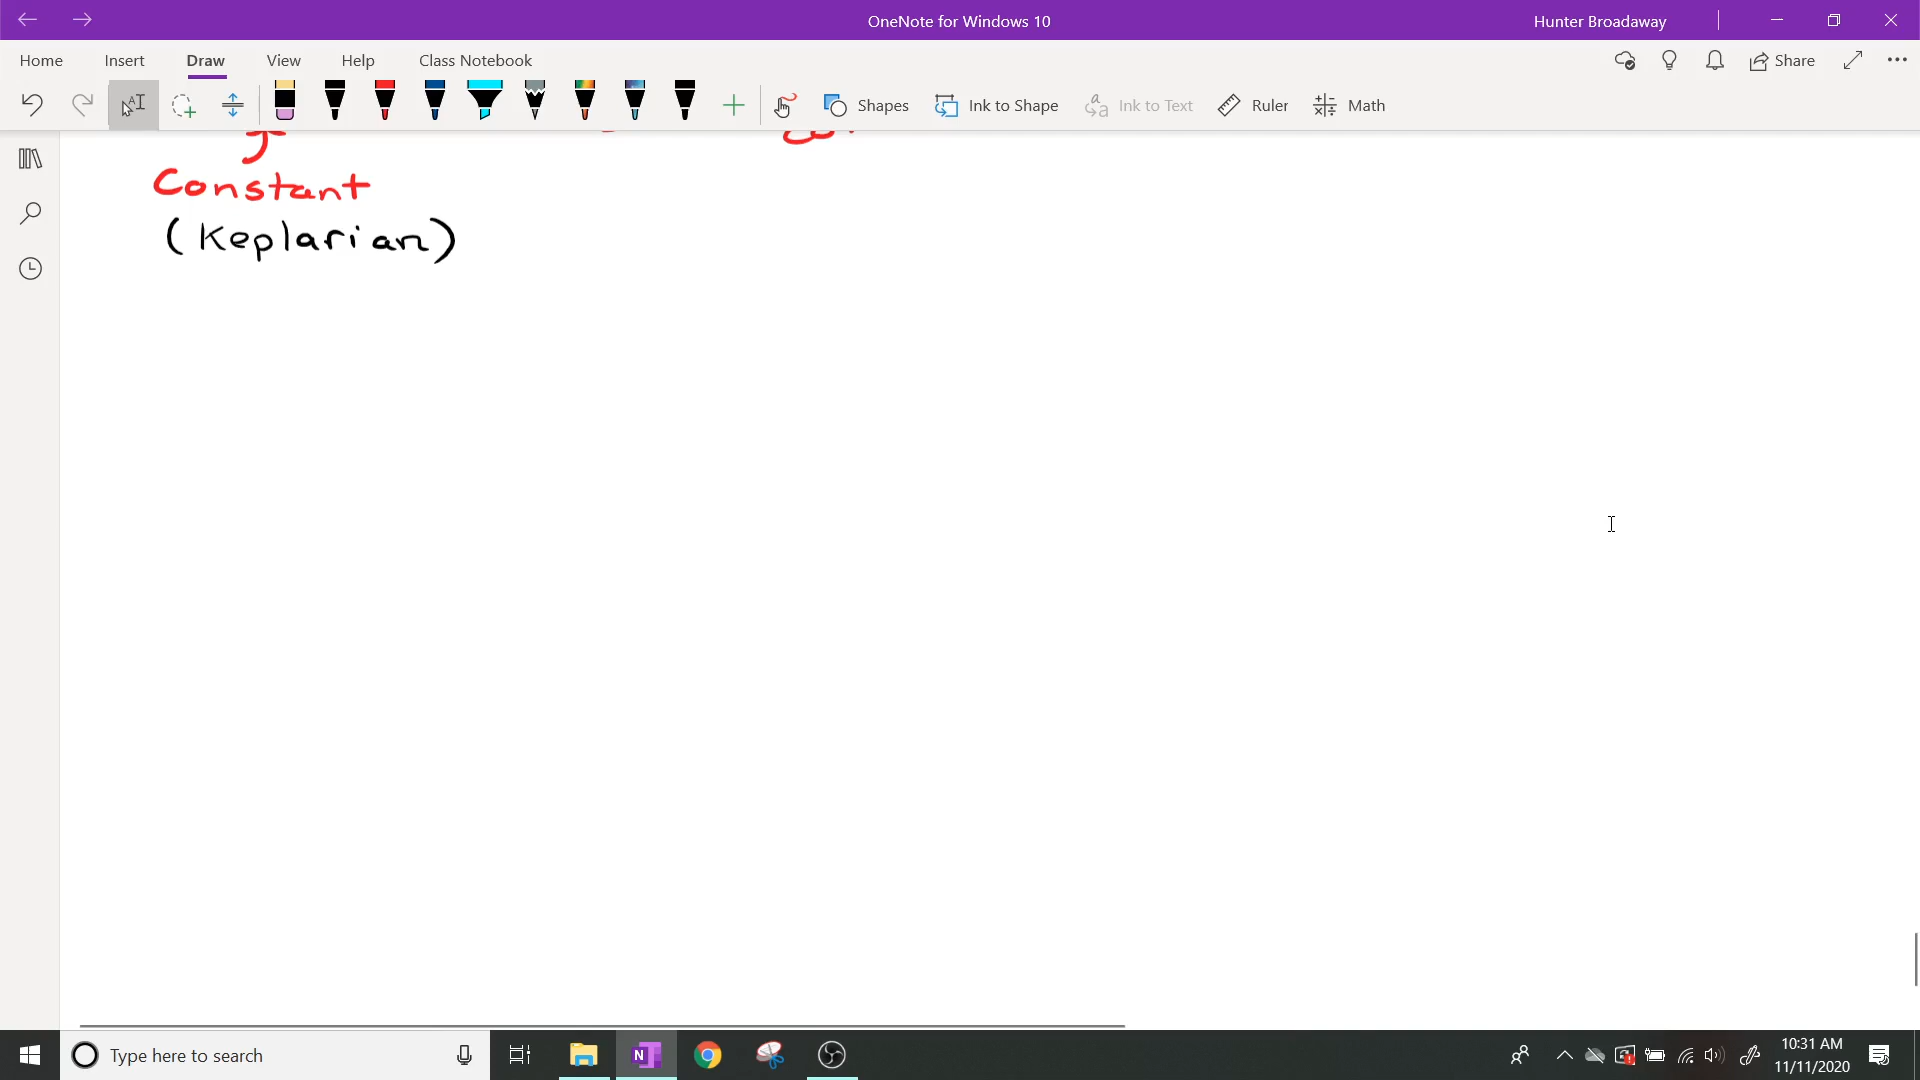 OneNote for Windows 10
Hunter Broadaway
Home Insert Draw View Help Class Notebook
Share
Shapes Ink to Shape Ink to Text Ruler Math
Constant
(Keplarian)
Type here to search
10:31 AM
11/11/2020